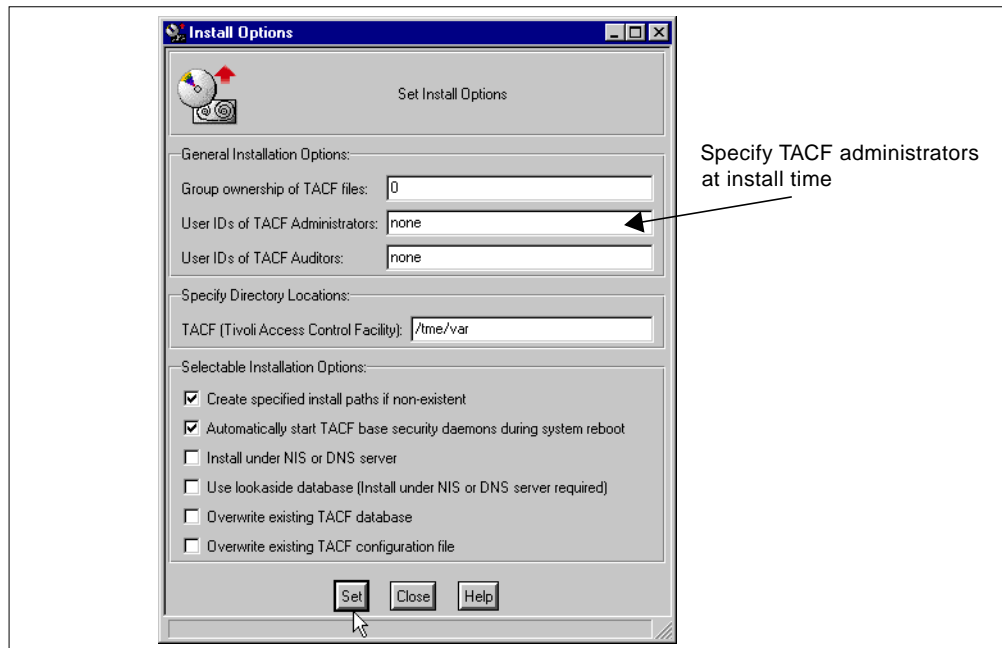 Install Options
Set Install Options
General Installation Options:
Group ownership of TACF files: 0
User IDs of TACF Administrators: none
User IDs of TACF Auditors: none
Specify Directory Locations:
TACF (Tivoli Access Control Facility): /tme/var
Selectable Installation Options:
Create specified install paths if non-existent
Automatically start TACF base security daemons during system reboot
Install under NIS or DNS server
Use lookaside database (Install under NIS or DNS server required)
Overwrite existing TACF database
Overwrite existing TACF configuration file
Set Close Help
Specify TACF administrators
at install time